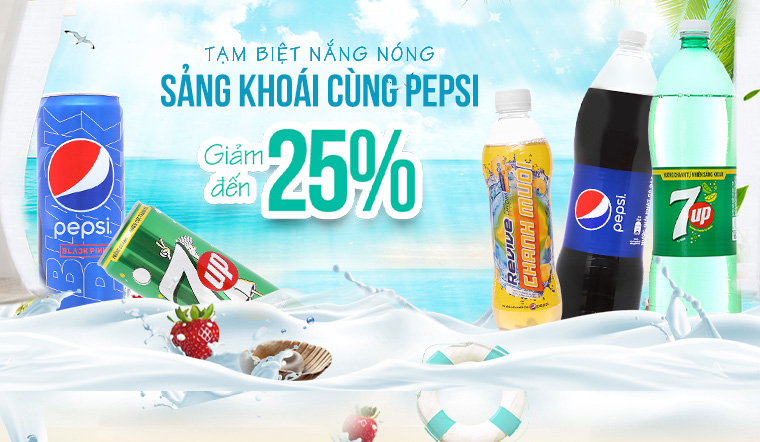 TẠM BIỆT NẮNG NÓNG
SẢNG KHOÁI CÙNG PEPSI
Giảm
đến
25%
pepsi
BLACKPINK
7up
Revive
CHANH MUỐI
pepsi
7up